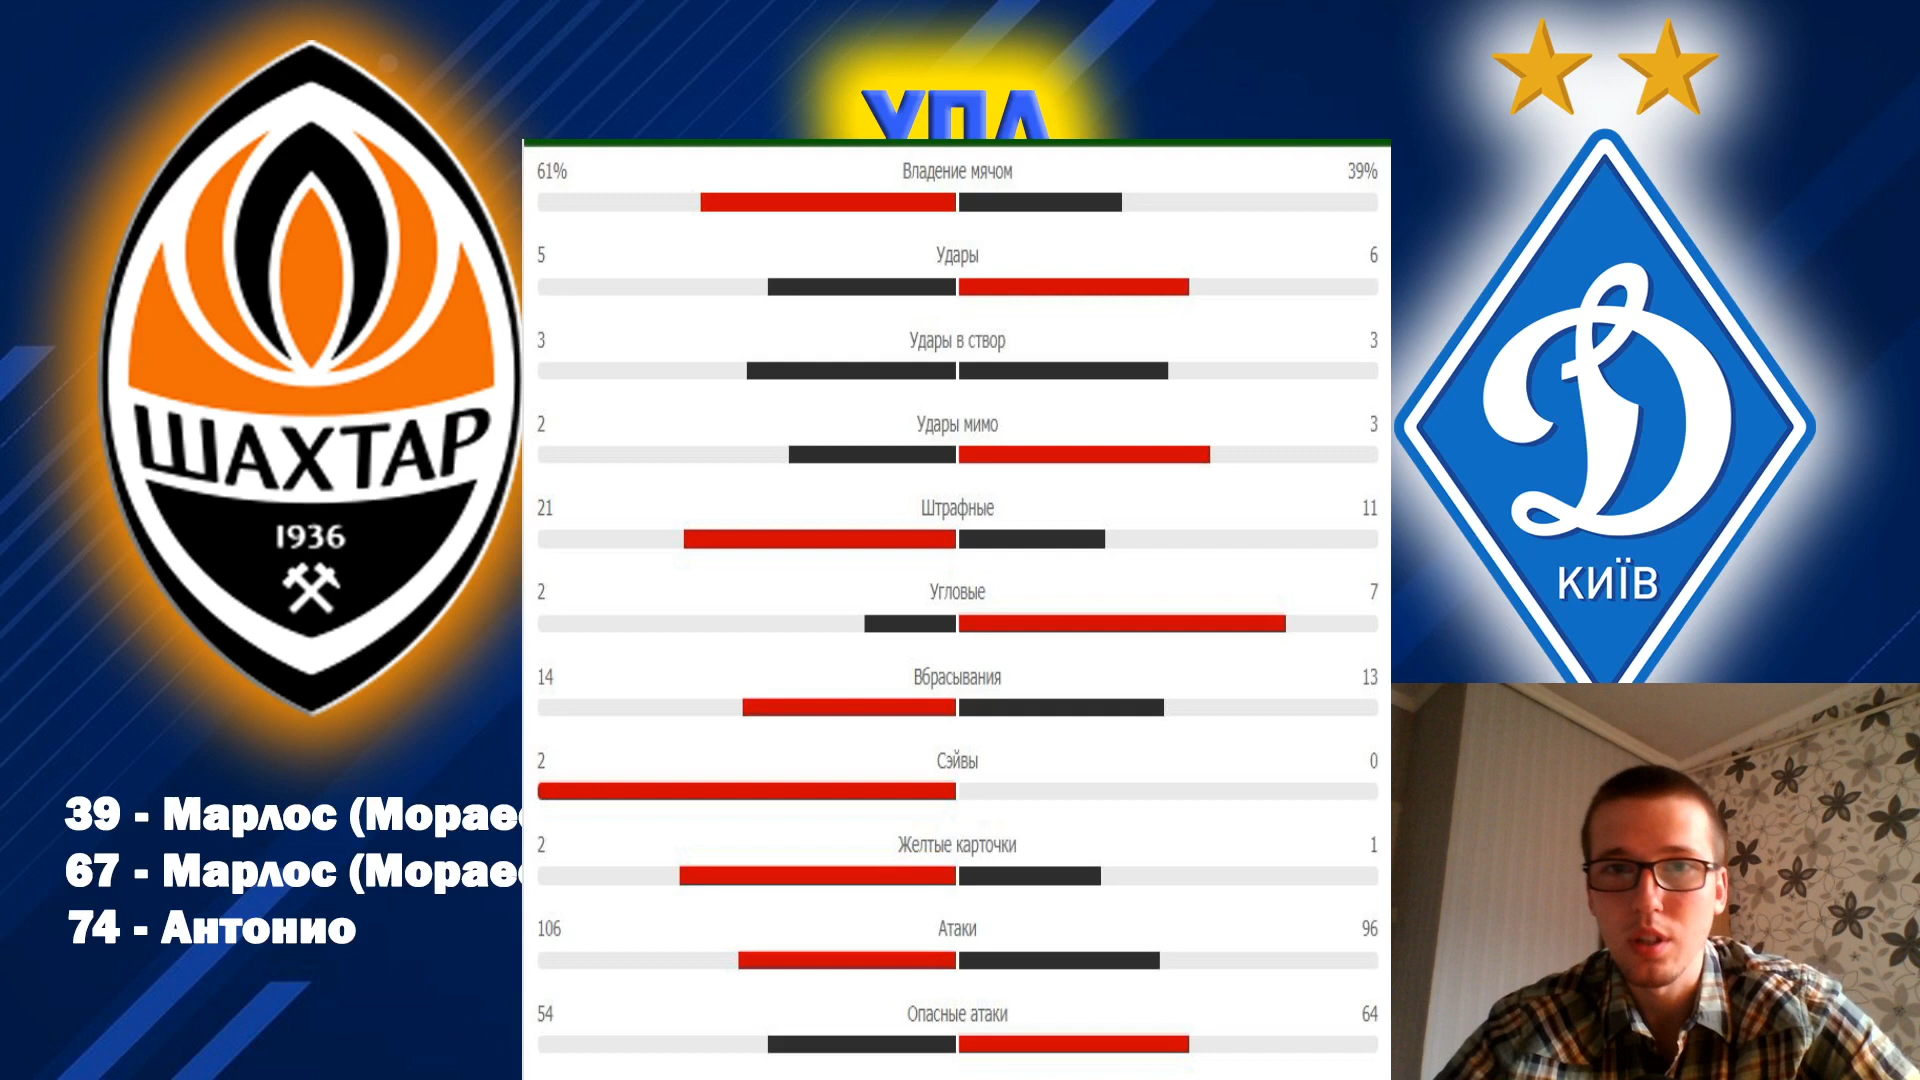 УПЛ
ШАХТАР
1936
КИЇВ
61% Владение мячом 39%
5 Удары 6
3 Удары в створ 3
2 Удары мимо 3
21 Штрафные 11
2 Угловые 7
14 Вбрасывания 13
2 Сэйвы 0
2 Желтые карточки 1
106 Атаки 96
54 Опасные атаки 64
39 - Марлос (Морае
67 - Марлос (Морае
74 - Антонио